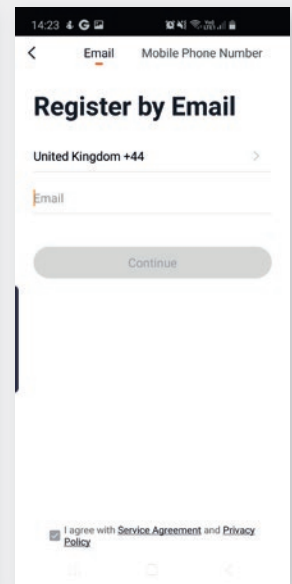 14:23
Email Mobile Phone Number
Register by Email
United Kingdom +44
Email
Continue
I agree with Service Agreement and Privacy
Policy